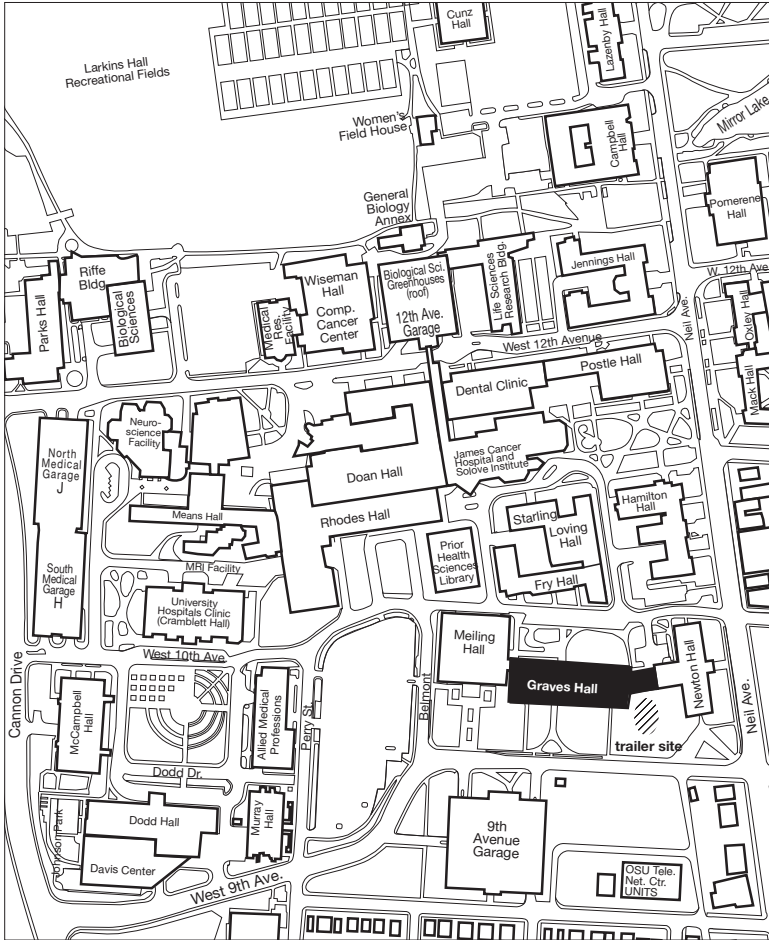 Cunz
Hall
Lazenby Hall
Larkins Hall
Recreational Fields
Women's
Field House
Campbell
Hall
Mirror Lake
General
Biology
Annex
Pomerene
Hall
Parks Hall
Riffe
Bldg.
Biological
Sciences
Medical
Res.
Facility
Wiseman
Hall
Comp.
Cancer
Center
Biological Sci.
Greenhouses
(roof)
12th Ave.
Garage
Life Sciences
Research Bldg.
Jennings Hall
W. 12th Ave
Neil Ave.
Oxley Hall
Mack Hall
West 12th Avenue
Postle Hall
Dental Clinic
Neuro-
science
Facility
North
Medical
Garage
J
James Cancer
Hospital and
Solove Institute
Doan Hall
Means Hall
Rhodes Hall
Hamilton
Hall
Starling
Loving
Hall
Prior
Health
Sciences
Library
Fry Hall
MRI Facility
South
Medical
Garage
H
University
Hospitals Clinic
(Cramblett Hall)
Meiling
Hall
West 10th Ave
Cannon Drive
McCampbell
Hall
Allied Medical
Professions
Perry St.
Belmont
Graves Hall
Newton Hall
Neil Ave.
trailer site
Dodd Dr.
Johnson Park
Dodd Hall
Murray
Hall
Davis Center
9th
Avenue
Garage
West 9th Ave.
OSU Tele.
Net. Ctr.
UNITS